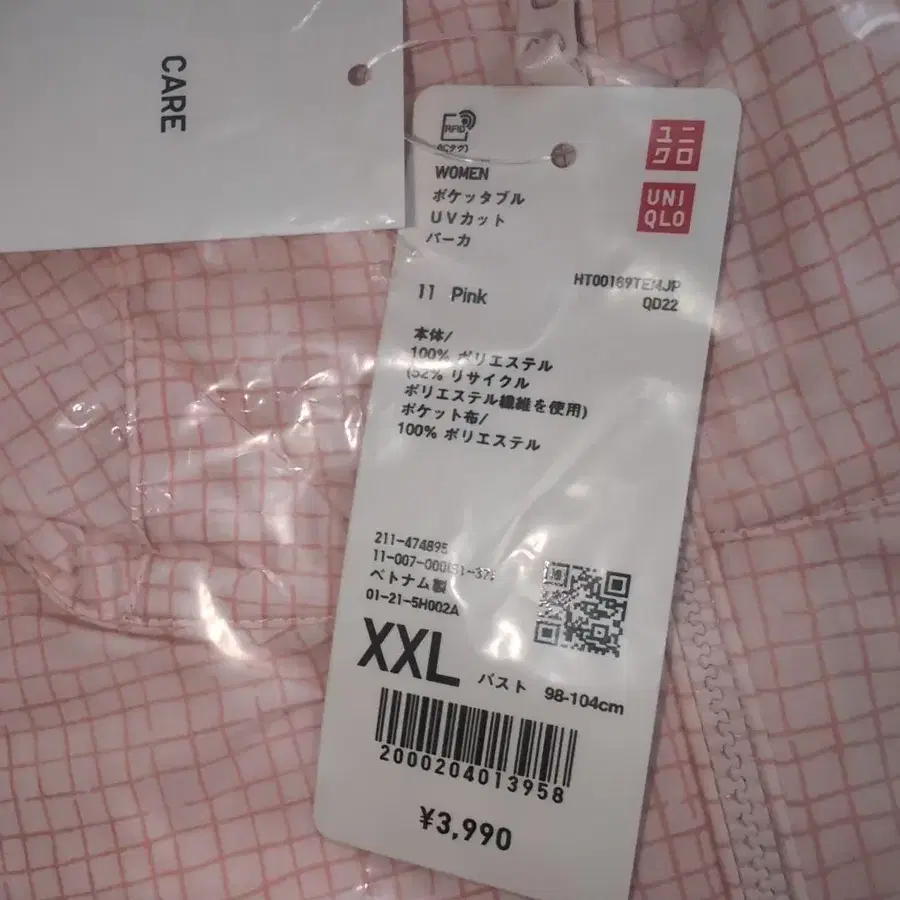 CARE
RFID
WOMEN
ポケッタブル
UVカット
パーカ
ユニ
クロ
UNI
QLO
11 Pink
HT00189TEMJP
QD22
本体/
100% ポリエステル
(52% リサイクル
ポリエステル繊維を使用)
ポケット布/
100% ポリエステル
211-474895
ベトナム製
01-21-5H002A
XXL バスト 98-104cm
2000204013958
¥3,990